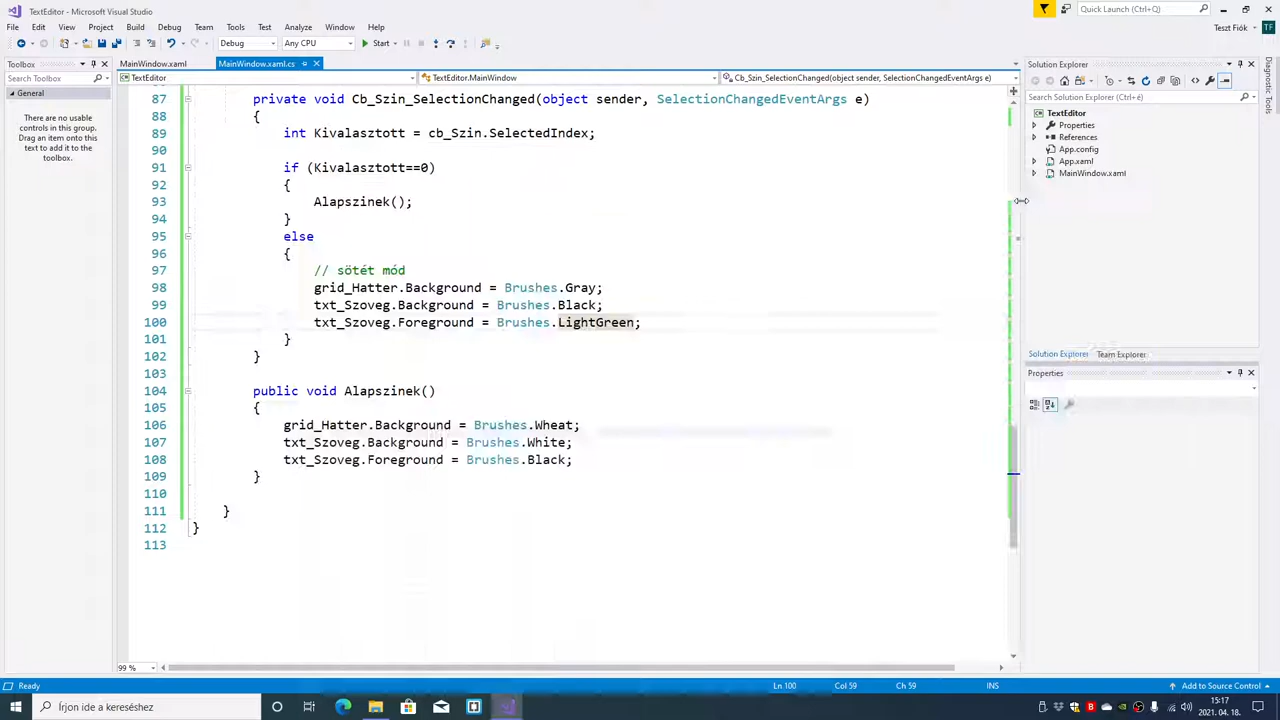 TextEditor - Microsoft Visual Studio
Quick Launch (Ctrl+Q)
File Edit View Project Build Debug Team Tools Test Analyze Window Help
Teszt Fiók TF
Debug Any CPU Start
Toolbox
MainWindow.xaml MainWindow.xaml.cs
Solution Explorer
Search Toolbox
TextEditor TextEditor.MainWindow Cb_Szin_SelectionChanged(object sender, SelectionChangedEventArgs e)
General
There are no usable
controls in this group.
Drag an item onto this
text to add it to the
toolbox.
87 private void Cb_Szin_SelectionChanged(object sender, SelectionChangedEventArgs e)
88 {
89 int Kivalasztott = cb_Szin.SelectedIndex;
90
91 if (Kivalasztott==0)
92 {
93 Alapszinek();
94 }
95 else
96 {
97 // sötét mód
98 grid_Hatter.Background = Brushes.Gray;
99 txt_Szoveg.Background = Brushes.Black;
100 txt_Szoveg.Foreground = Brushes.LightGreen;
101 }
102 }
103
104 public void Alapszinek()
105 {
106 grid_Hatter.Background = Brushes.Wheat;
107 txt_Szoveg.Background = Brushes.White;
108 txt_Szoveg.Foreground = Brushes.Black;
109 }
110
111 }
112 }
113
Search Solution Explorer (Ctrl+é)
TextEditor
Properties
References
App.config
App.xaml
MainWindow.xaml
Solution Explorer Team Explorer
Properties
Diagnostic Tools
99 %
Ready Ln 100 Col 59 Ch 59 INS Add to Source Control
Írjon ide a kereséshez
15:17
2021. 04. 18.